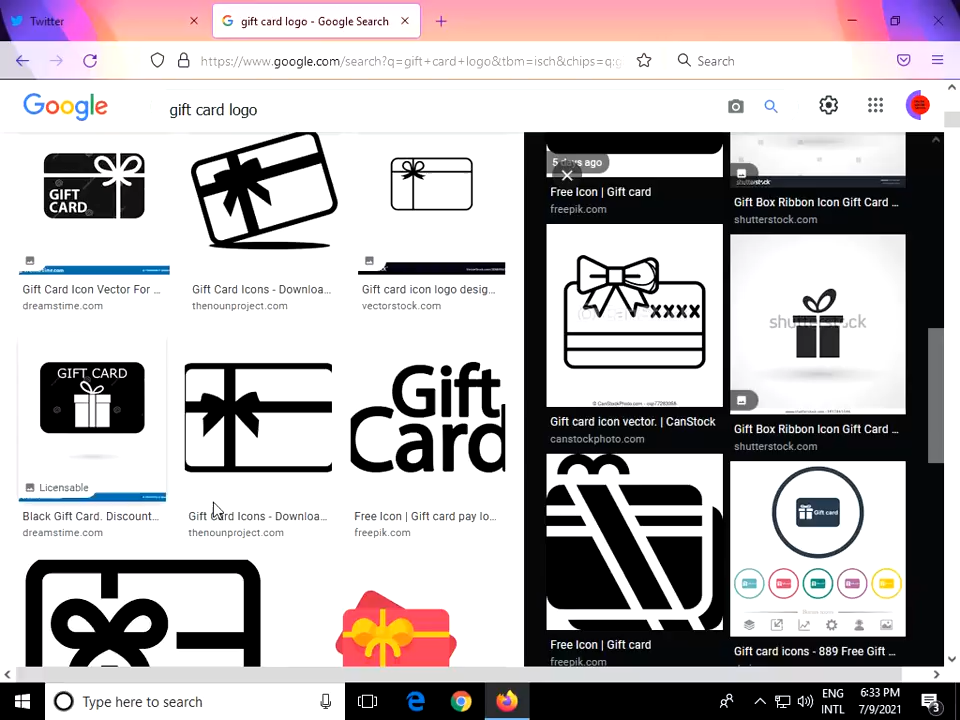 Twitter
gift card logo - Google Search
https://www.google.com/search?q=gift+card+logo&tbm=isch&chips=q:g
Search
Google
gift card logo
GIFT
CARD
Gift Card Icon Vector For ...
dreamstime.com
Gift Card Icons - Downloa...
thenounproject.com
Gift card icon logo desig...
vectorstock.com
GIFT CARD
Licensable
Black Gift Card. Discount...
dreamstime.com
Gift Card Icons - Downloa...
thenounproject.com
Gift
Card
Free Icon | Gift card pay lo...
freepik.com
5 days ago
Free Icon | Gift card
freepik.com
shutterstock
Gift Box Ribbon Icon Gift Card ...
shutterstock.com
XXXX
© CanStockPhoto.com
Gift card icon vector. | CanStock
canstockphoto.com
shutterstock
Gift Box Ribbon Icon Gift Card ...
shutterstock.com
Free Icon | Gift card
freepik.com
Gift card
Gift card icons - 889 Free Gift ...
Type here to search
ENG
INTL
6:33 PM
7/9/2021
3